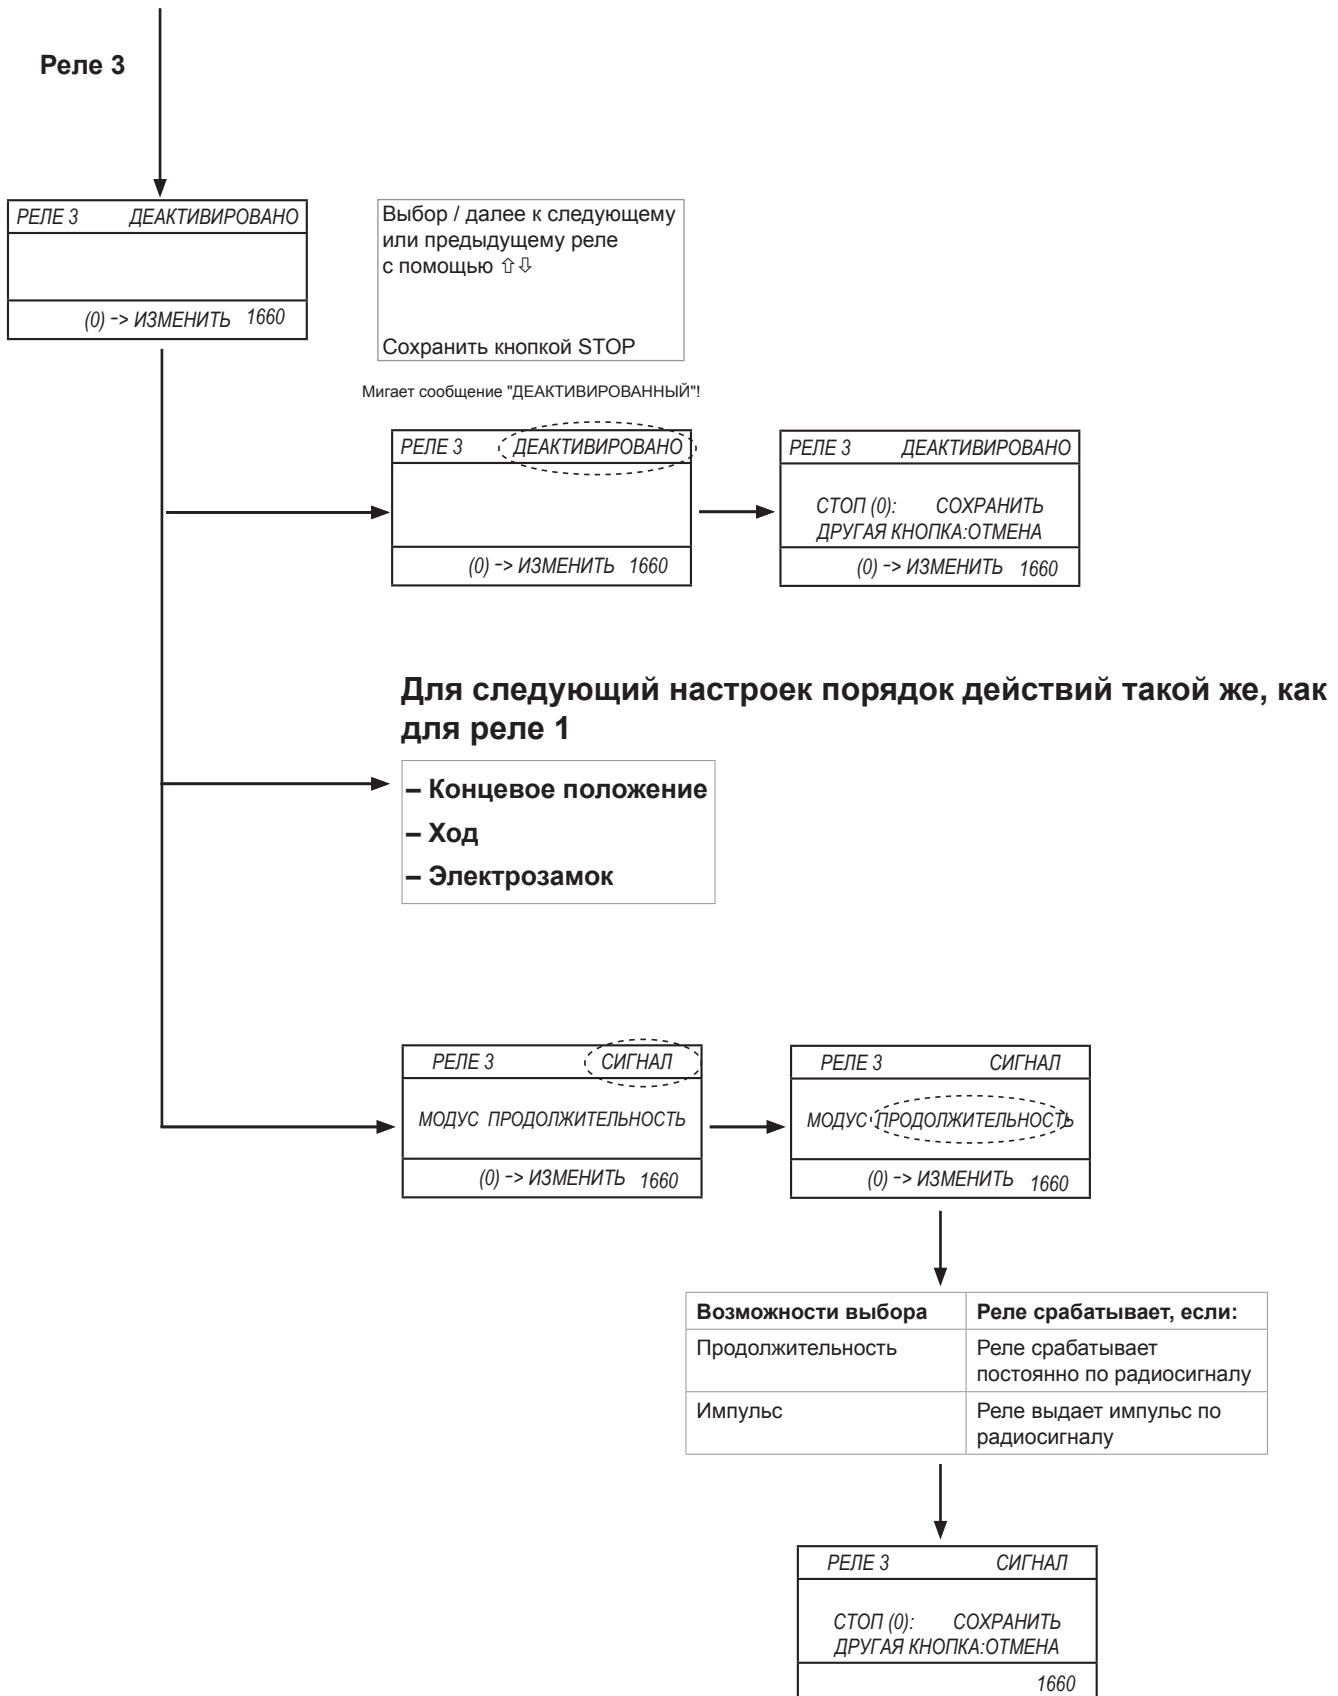 Реле 3
РЕЛЕ 3 ДЕАКТИВИРОВАНО
(0) -> ИЗМЕНИТЬ 1660
Выбор / далее к следующему
или предыдущему реле
с помощью ⇧⇩
Сохранить кнопкой STOP
Мигает сообщение "ДЕАКТИВИРОВАННЫЙ"!
РЕЛЕ 3 ДЕАКТИВИРОВАНО
(0) -> ИЗМЕНИТЬ 1660
РЕЛЕ 3 ДЕАКТИВИРОВАНО
СТОП (0): СОХРАНИТЬ
ДРУГАЯ КНОПКА:ОТМЕНА
(0) -> ИЗМЕНИТЬ 1660
Для следующий настроек порядок действий такой же, как
для реле 1
– Концевое положение
– Ход
– Электрозамок
РЕЛЕ 3 СИГНАЛ
МОДУС ПРОДОЛЖИТЕЛЬНОСТЬ
(0) -> ИЗМЕНИТЬ 1660
РЕЛЕ 3 СИГНАЛ
МОДУС ПРОДОЛЖИТЕЛЬНОСТЬ
(0) -> ИЗМЕНИТЬ 1660
Возможности выбора Реле срабатывает, если:
Продолжительность Реле срабатывает
постоянно по радиосигналу
Импульс Реле выдает импульс по
радиосигналу
РЕЛЕ 3 СИГНАЛ
СТОП (0): СОХРАНИТЬ
ДРУГАЯ КНОПКА:ОТМЕНА
1660